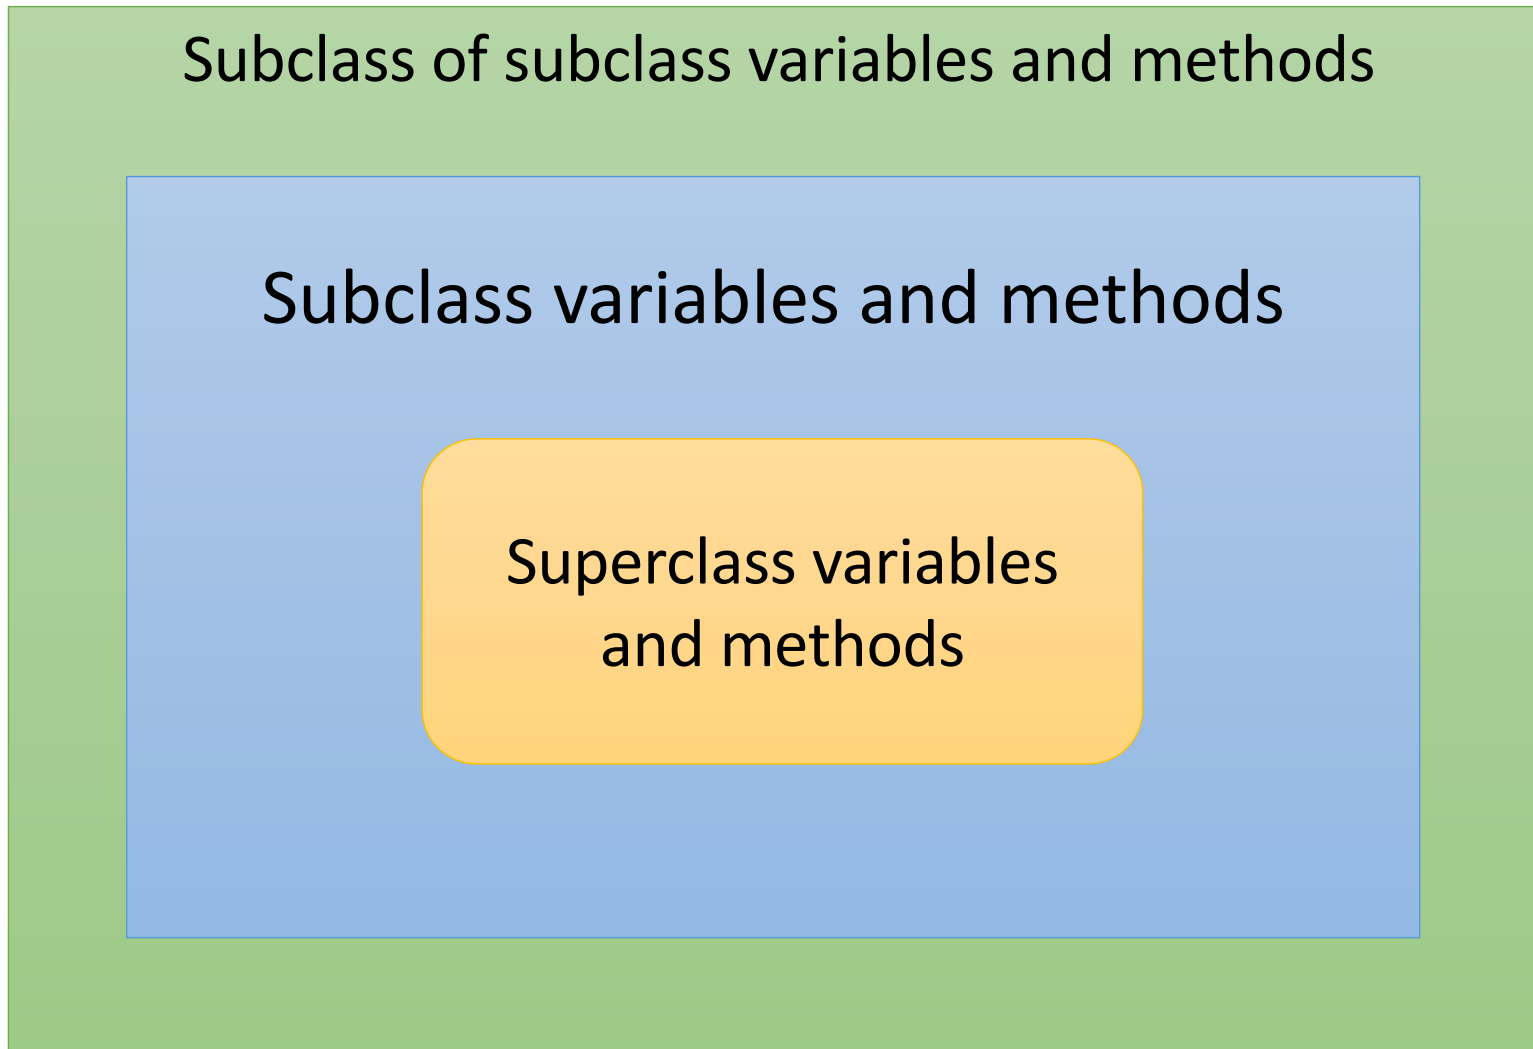 Subclass of subclass variables and methods
Subclass variables and methods
Superclass variables
and methods